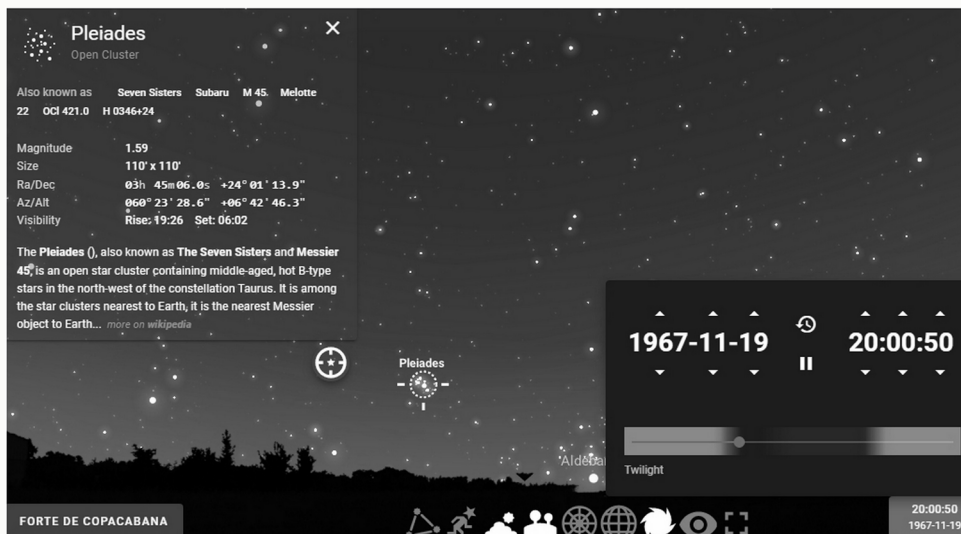 Pleiades
Open Cluster
Also known as Seven Sisters Subaru M 45 Melotte
22 OCl 421.0 H 0346+24
Magnitude 1.59
Size 110' x 110'
Ra/Dec 03h 45m06.0s +24°01'13.9"
Az/Alt 060°23'28.6" +06°42'46.3"
Visibility Rise: 19:26 Set: 06:02
The Pleiades (), also known as The Seven Sisters and Messier
45, is an open star cluster containing middle-aged, hot B-type
stars in the north-west of the constellation Taurus. It is among
the star clusters nearest to Earth, it is the nearest Messier
object to Earth... more on wikipedia
Pleiades
1967-11-19 20:00:50
Twilight
Aldeba
FORTE DE COPACABANA
20:00:50
1967-11-19